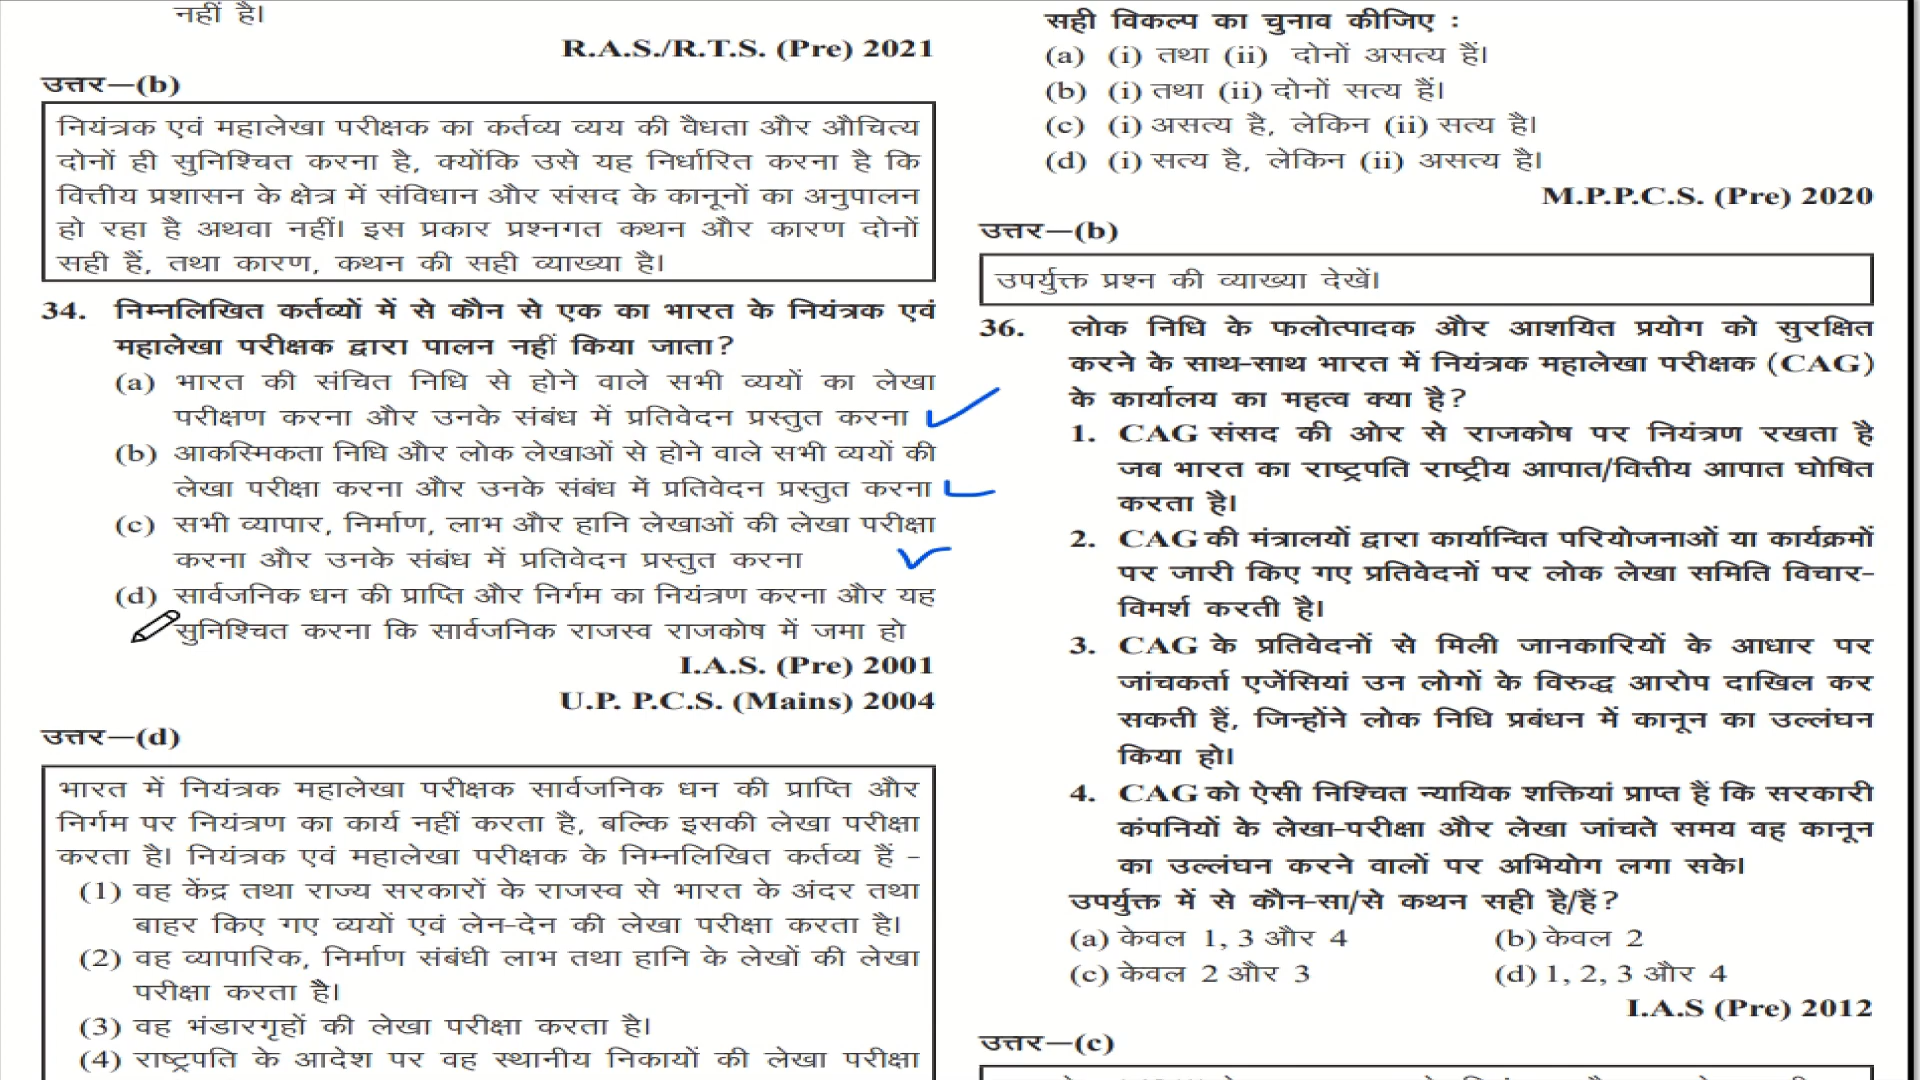 नहीं है।
R.A.S./R.T.S. (Pre) 2021
उत्तर—(b)
नियंत्रक एवं महालेखा परीक्षक का कर्तव्य व्यय की वैधता और औचित्य
दोनों ही सुनिश्चित करना है, क्योंकि उसे यह निर्धारित करना है कि
वित्तीय प्रशासन के क्षेत्र में संविधान और संसद के कानूनों का अनुपालन
हो रहा है अथवा नहीं। इस प्रकार प्रश्नगत कथन और कारण दोनों
सही हैं, तथा कारण, कथन की सही व्याख्या है।
34. निम्नलिखित कर्तव्यों में से कौन से एक का भारत के नियंत्रक एवं
महालेखा परीक्षक द्वारा पालन नहीं किया जाता?
(a) भारत की संचित निधि से होने वाले सभी व्ययों का लेखा
परीक्षण करना और उनके संबंध में प्रतिवेदन प्रस्तुत करना
(b) आकस्मिकता निधि और लोक लेखाओं से होने वाले सभी व्ययों की
लेखा परीक्षा करना और उनके संबंध में प्रतिवेदन प्रस्तुत करना
(c) सभी व्यापार, निर्माण, लाभ और हानि लेखाओं की लेखा परीक्षा
करना और उनके संबंध में प्रतिवेदन प्रस्तुत करना
(d) सार्वजनिक धन की प्राप्ति और निर्गम का नियंत्रण करना और यह
सुनिश्चित करना कि सार्वजनिक राजस्व राजकोष में जमा हो
I.A.S. (Pre) 2001
U.P. P.C.S. (Mains) 2004
उत्तर—(d)
भारत में नियंत्रक महालेखा परीक्षक सार्वजनिक धन की प्राप्ति और
निर्गम पर नियंत्रण का कार्य नहीं करता है, बल्कि इसकी लेखा परीक्षा
करता है। नियंत्रक एवं महालेखा परीक्षक के निम्नलिखित कर्तव्य हैं -
(1) वह केंद्र तथा राज्य सरकारों के राजस्व से भारत के अंदर तथा
बाहर किए गए व्ययों एवं लेन-देन की लेखा परीक्षा करता है।
(2) वह व्यापारिक, निर्माण संबंधी लाभ तथा हानि के लेखों की लेखा
परीक्षा करता है।
(3) वह भंडारगृहों की लेखा परीक्षा करता है।
(4) राष्ट्रपति के आदेश पर वह स्थानीय निकायों की लेखा परीक्षा
सही विकल्प का चुनाव कीजिए :
(a) (i) तथा (ii) दोनों असत्य हैं।
(b) (i) तथा (ii) दोनों सत्य हैं।
(c) (i) असत्य है, लेकिन (ii) सत्य है।
(d) (i) सत्य है, लेकिन (ii) असत्य है।
M.P.P.C.S. (Pre) 2020
उत्तर—(b)
उपर्युक्त प्रश्न की व्याख्या देखें।
36. लोक निधि के फलोत्पादक और आशयित प्रयोग को सुरक्षित
करने के साथ-साथ भारत में नियंत्रक महालेखा परीक्षक (CAG)
के कार्यालय का महत्व क्या है?
1. CAG संसद की ओर से राजकोष पर नियंत्रण रखता है
जब भारत का राष्ट्रपति राष्ट्रीय आपात/वित्तीय आपात घोषित
करता है।
2. CAG की मंत्रालयों द्वारा कार्यान्वित परियोजनाओं या कार्यक्रमों
पर जारी किए गए प्रतिवेदनों पर लोक लेखा समिति विचार-
विमर्श करती है।
3. CAG के प्रतिवेदनों से मिली जानकारियों के आधार पर
जांचकर्ता एजेंसियां उन लोगों के विरुद्ध आरोप दाखिल कर
सकती हैं, जिन्होंने लोक निधि प्रबंधन में कानून का उल्लंघन
किया हो।
4. CAG को ऐसी निश्चित न्यायिक शक्तियां प्राप्त हैं कि सरकारी
कंपनियों के लेखा-परीक्षा और लेखा जांचते समय वह कानून
का उल्लंघन करने वालों पर अभियोग लगा सके।
उपर्युक्त में से कौन-सा/से कथन सही है/हैं?
(a) केवल 1, 3 और 4 (b) केवल 2
(c) केवल 2 और 3 (d) 1, 2, 3 और 4
I.A.S (Pre) 2012
उत्तर—(c)